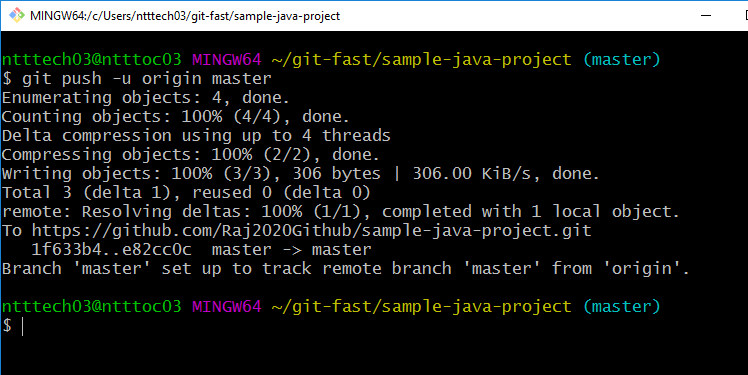 MINGW64:/c/Users/ntttech03/git-fast/sample-java-project
ntttech03@ntttoc03 MINGW64 ~/git-fast/sample-java-project (master)
$ git push -u origin master
Enumerating objects: 4, done.
Counting objects: 100% (4/4), done.
Delta compression using up to 4 threads
Compressing objects: 100% (2/2), done.
Writing objects: 100% (3/3), 306 bytes | 306.00 KiB/s, done.
Total 3 (delta 1), reused 0 (delta 0)
remote: Resolving deltas: 100% (1/1), completed with 1 local object.
To https://github.com/Raj2020Github/sample-java-project.git
   1f633b4..e82cc0c  master -> master
Branch 'master' set up to track remote branch 'master' from 'origin'.
ntttech03@ntttoc03 MINGW64 ~/git-fast/sample-java-project (master)
$